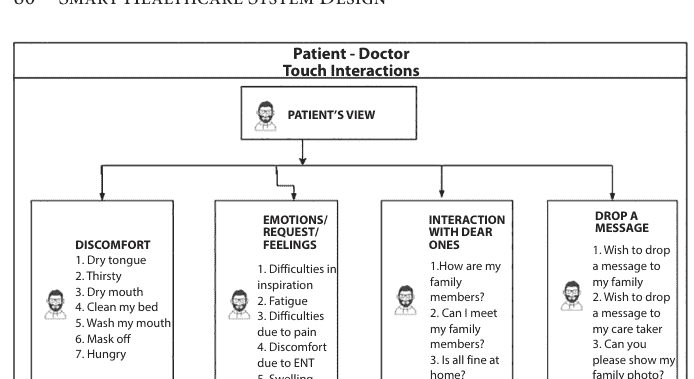 86 SMART HEALTHCARE SYSTEM DESIGN
Patient - Doctor
Touch Interactions
PATIENT'S VIEW
DISCOMFORT
1. Dry tongue
2. Thirsty
3. Dry mouth
4. Clean my bed
5. Wash my mouth
6. Mask off
7. Hungry
EMOTIONS/
REQUEST/
FEELINGS
1. Difficulties in
inspiration
2. Fatigue
3. Difficulties
due to pain
4. Discomfort
due to ENT
5. Swelling
INTERACTION
WITH DEAR
ONES
1.How are my
family
members?
2. Can I meet
my family
members?
3. Is all fine at
home?
DROP A
MESSAGE
1. Wish to drop
a message to
my family
2. Wish to drop
a message to
my care taker
3. Can you
please show my
family photo?